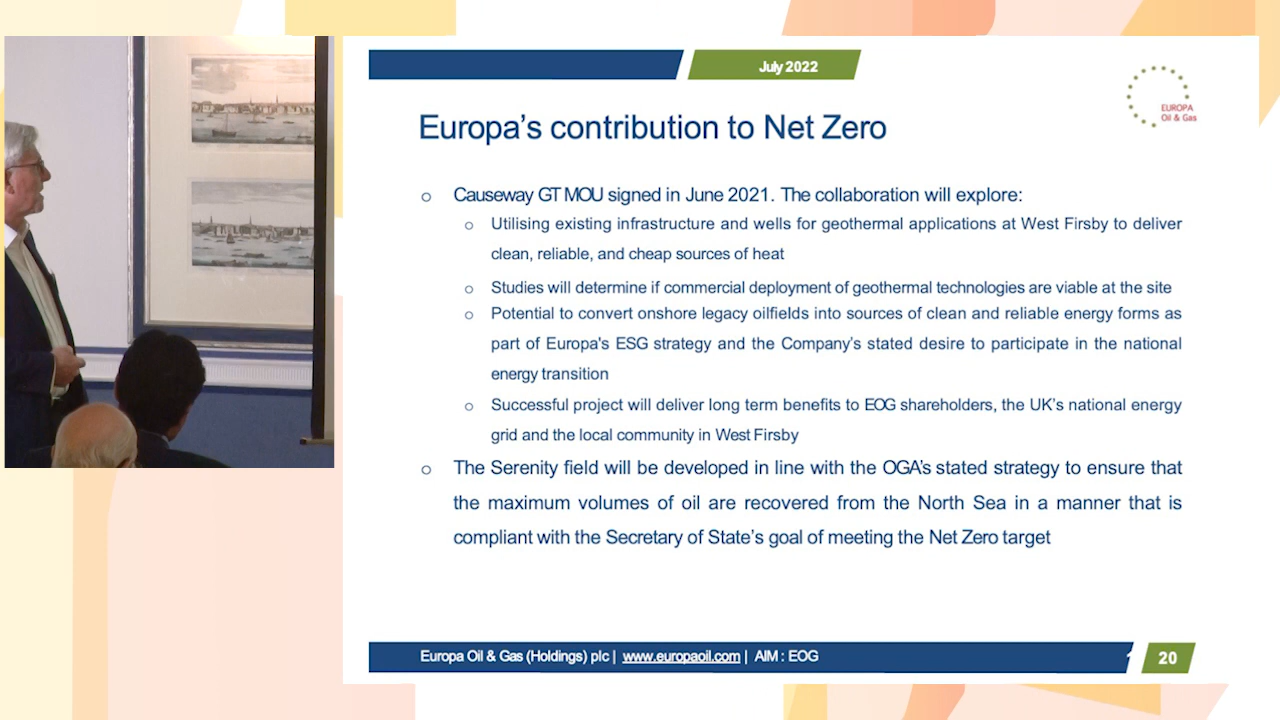 July 2022
EUROPA
Oil & Gas
Europa's contribution to Net Zero
o Causeway GT MOU signed in June 2021. The collaboration will explore:
o Utilising existing infrastructure and wells for geothermal applications at West Firsby to deliver
clean, reliable, and cheap sources of heat
o Studies will determine if commercial deployment of geothermal technologies are viable at the site
o Potential to convert onshore legacy oilfields into sources of clean and reliable energy forms as
part of Europa's ESG strategy and the Company's stated desire to participate in the national
energy transition
o Successful project will deliver long term benefits to EOG shareholders, the UK's national energy
grid and the local community in West Firsby
o The Serenity field will be developed in line with the OGA's stated strategy to ensure that
the maximum volumes of oil are recovered from the North Sea in a manner that is
compliant with the Secretary of State's goal of meeting the Net Zero target
Europa Oil & Gas (Holdings) plc | www.europaoil.com | AIM : EOG
20